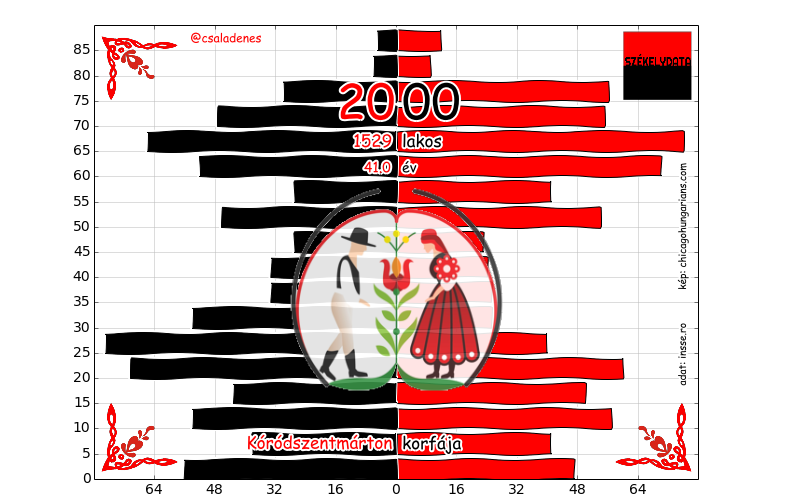 @csaladenes
SZÉKELYDATA
2000
1529 lakos
41,0 év
kép: chicagohungarians.com
adat: insse.ro
Kóródszentmárton korfája
85
80
75
70
65
60
55
50
45
40
35
30
25
20
15
10
5
0
64 48 32 16 0 16 32 48 64